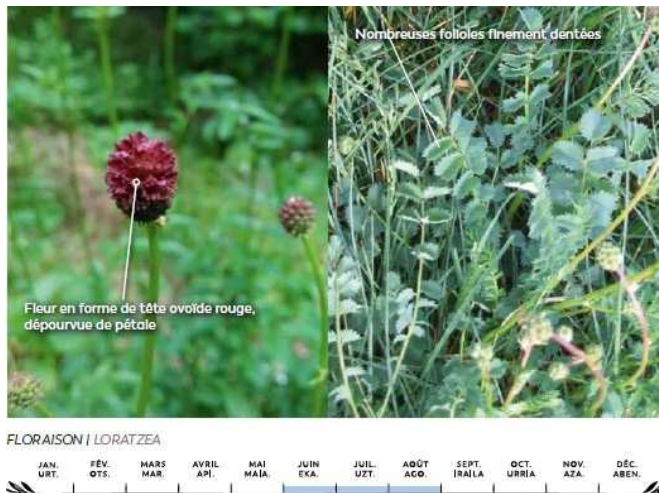 Nombreuses folioles finement dentées
Fleur en forme de tête ovoïde rouge,
dépourvue de pétale
FLORAISON | LORATZEA
JAN. FÉV. MARS AVRIL MAI JUIN JUIL. AOÛT SEPT. OCT. NOV. DÉC.
URT. OTS. MAR. API. MAIA. EKA. UZT. AGO. IRAILA URRIA AZA. ABEN.